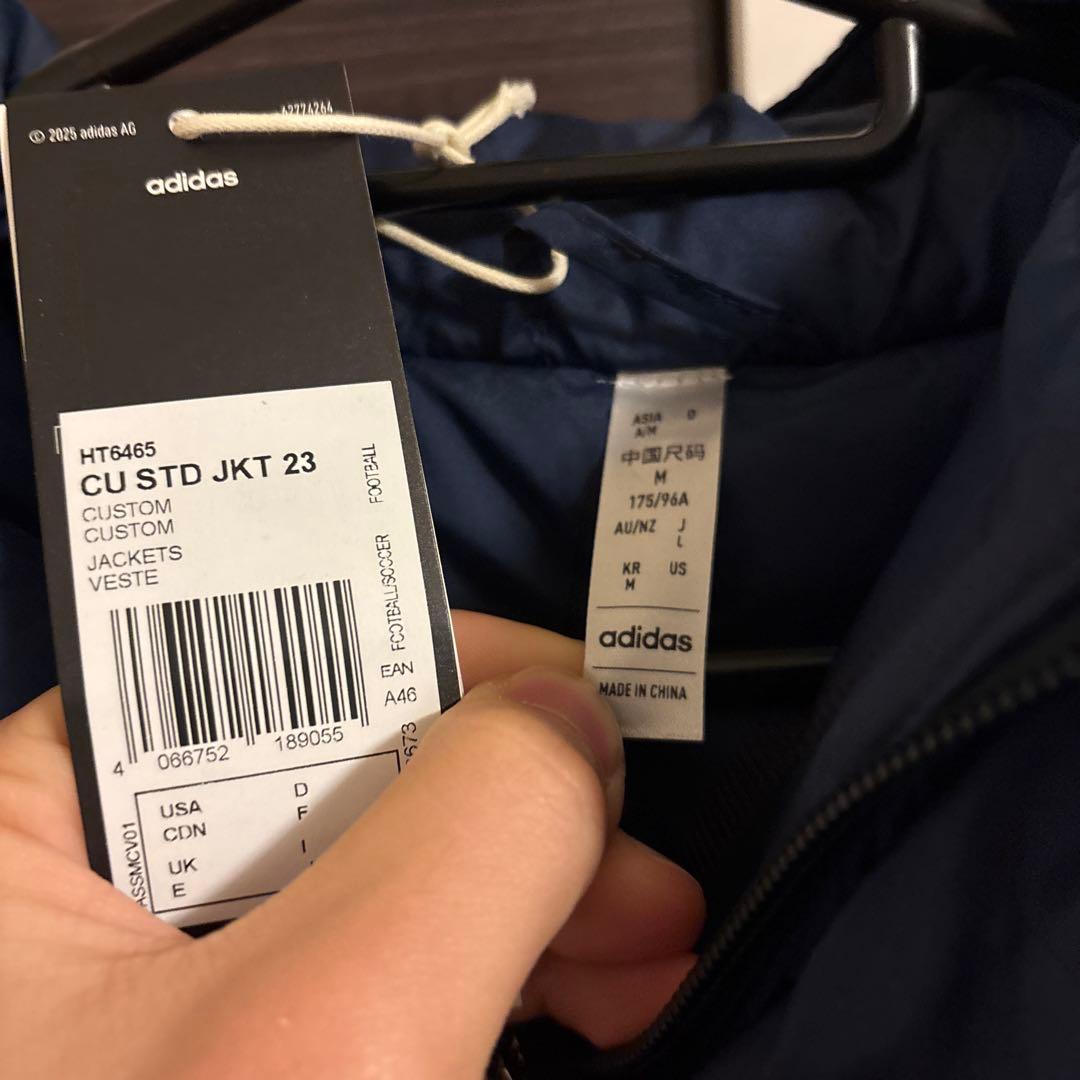 © 2025 adidas AG
62774264
adidas
HT6465
CU STD JKT 23
CUSTOM
CUSTOM
JACKETS
VESTE
FOOTBALL
FOOTBALL/SOCCER
EAN
A46
4 066752 189055
USA D
CDN F
UK I
E
ASSMCV01
ASIA
A/M
D
中国尺码
M
175/96A
AU/NZ J
L
KR US
M
adidas
MADE IN CHINA